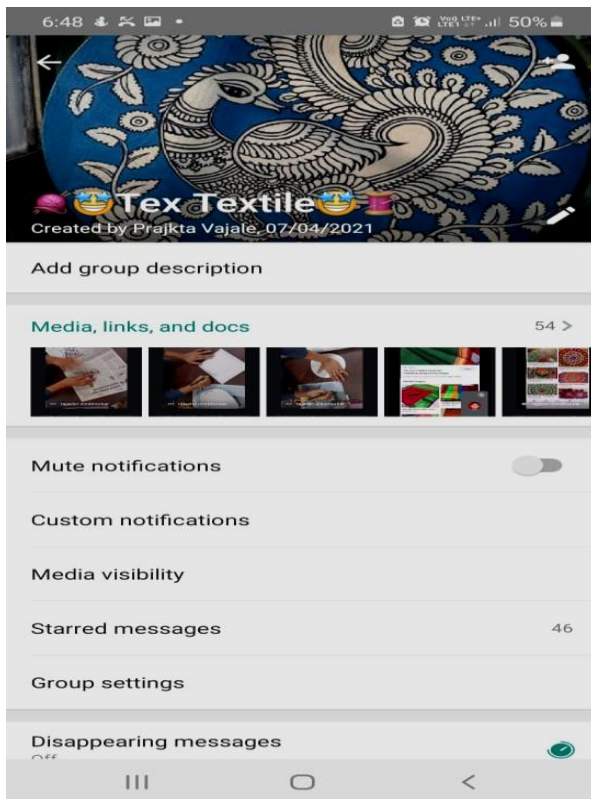 6:48 50%
🧶🤩Tex Textile🤩🧵
Created by Prajkta Vajale, 07/04/2021
Add group description
Media, links, and docs 54 >
Mute notifications
Custom notifications
Media visibility
Starred messages 46
Group settings
Disappearing messages
Off